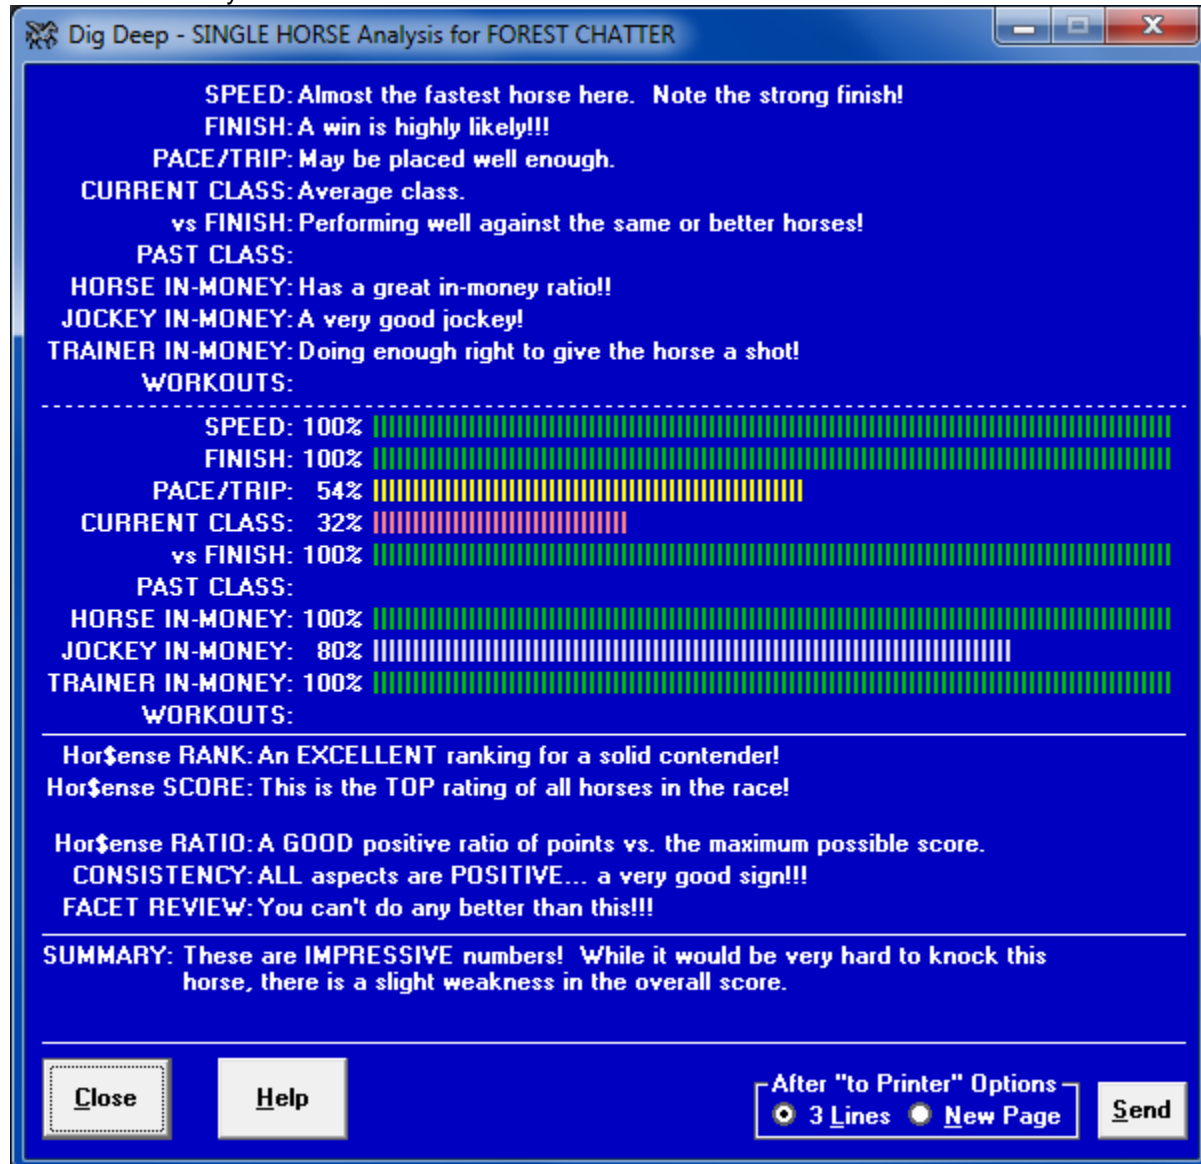 Dig Deep - SINGLE HORSE Analysis for FOREST CHATTER
SPEED: Almost the fastest horse here. Note the strong finish!
FINISH: A win is highly likely!!!
PACE/TRIP: May be placed well enough.
CURRENT CLASS: Average class.
vs FINISH: Performing well against the same or better horses!
PAST CLASS:
HORSE IN-MONEY: Has a great in-money ratio!!
JOCKEY IN-MONEY: A very good jockey!
TRAINER IN-MONEY: Doing enough right to give the horse a shot!
WORKOUTS:
SPEED: 100%
FINISH: 100%
PACE/TRIP: 54%
CURRENT CLASS: 32%
vs FINISH: 100%
PAST CLASS:
HORSE IN-MONEY: 100%
JOCKEY IN-MONEY: 80%
TRAINER IN-MONEY: 100%
WORKOUTS:
Hor$ense RANK: An EXCELLENT ranking for a solid contender!
Hor$ense SCORE: This is the TOP rating of all horses in the race!
Hor$ense RATIO: A GOOD positive ratio of points vs. the maximum possible score.
CONSISTENCY: ALL aspects are POSITIVE... a very good sign!!!
FACET REVIEW: You can't do any better than this!!!
SUMMARY: These are IMPRESSIVE numbers! While it would be very hard to knock this
horse, there is a slight weakness in the overall score.
Close
Help
After "to Printer" Options
3 Lines
New Page
Send